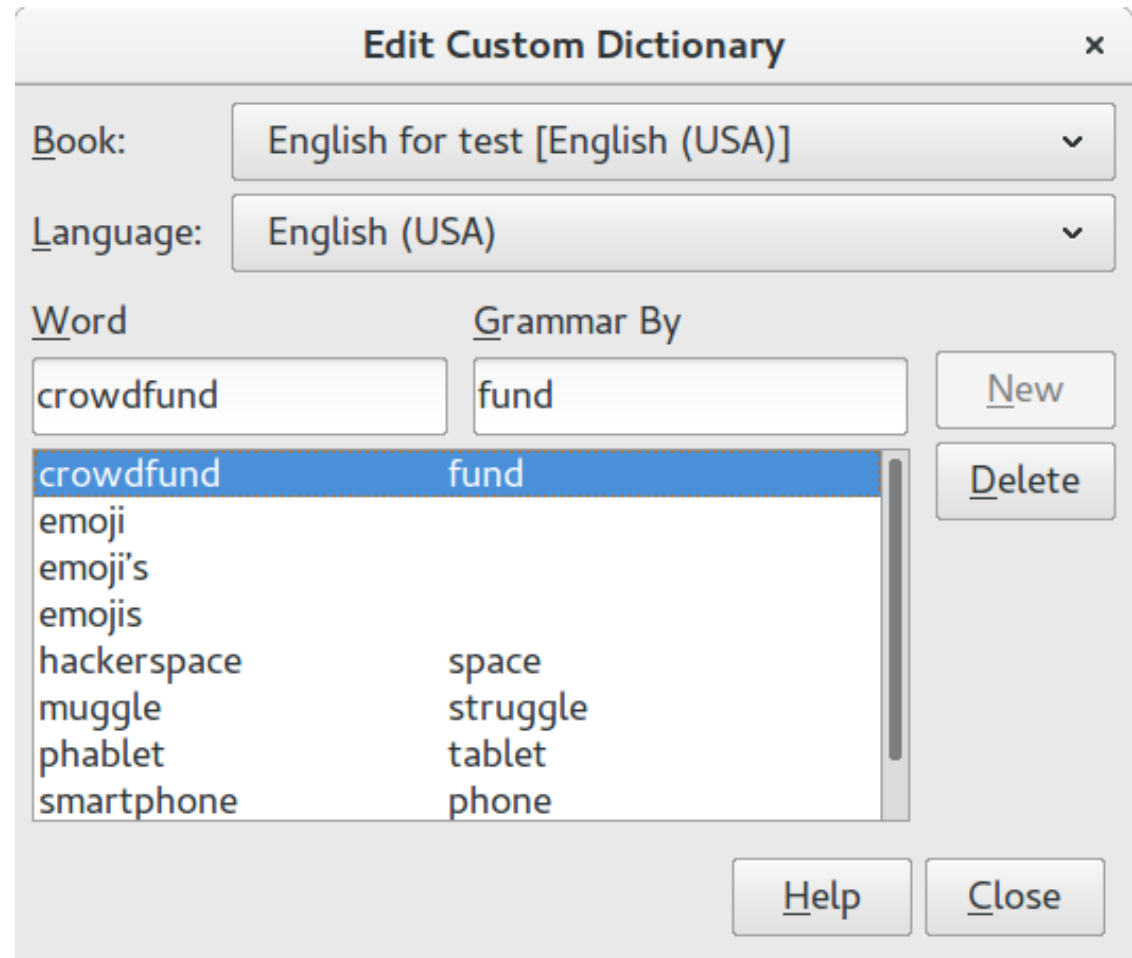 Edit Custom Dictionary ×
Book: English for test [English (USA)]
Language: English (USA)
Word Grammar By
crowdfund fund New
crowdfund fund Delete
emoji
emoji's
emojis
hackerspace space
muggle struggle
phablet tablet
smartphone phone
Help Close